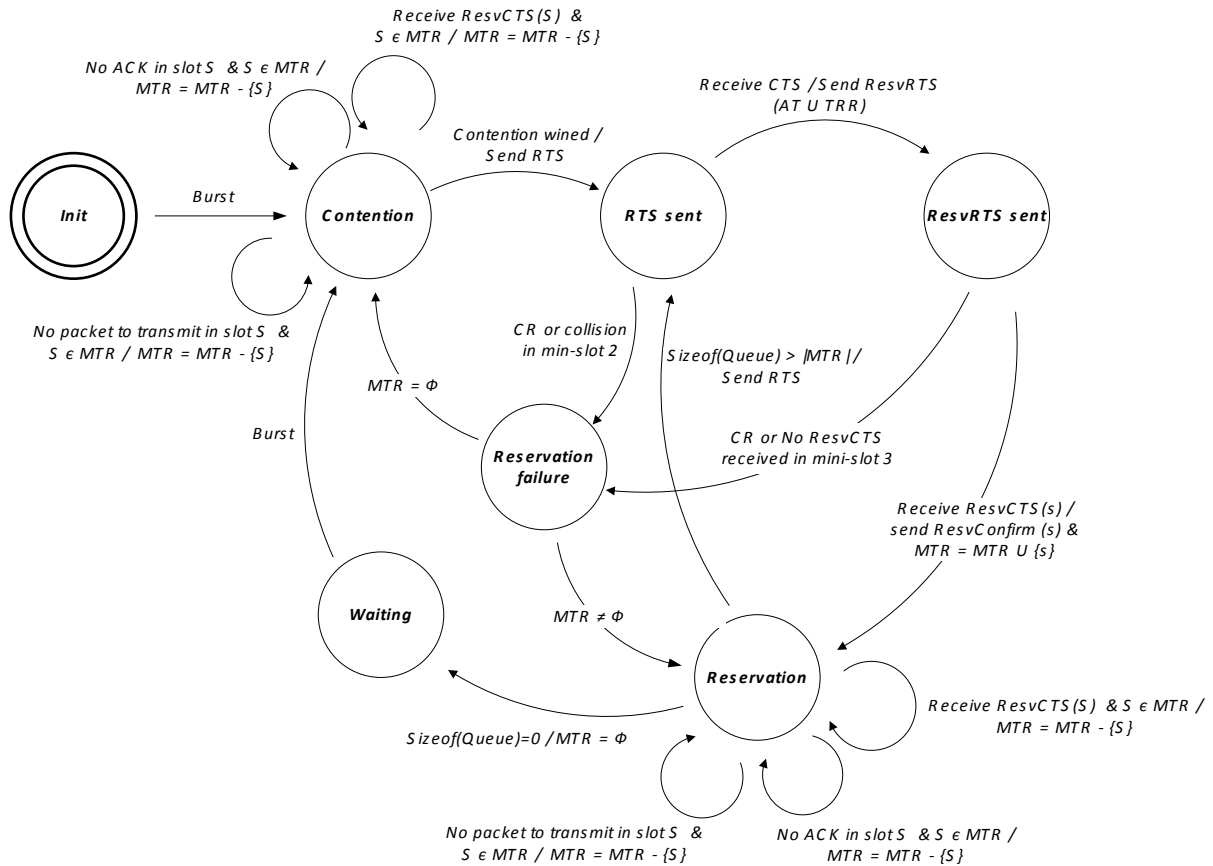 Receive ResvCTS(S) &
S ϵ MTR / MTR = MTR - {S}
No ACK in slot S & S ϵ MTR /
MTR = MTR - {S}
Receive CTS / Send ResvRTS
(AT U TRR)
Contention wined /
Send RTS
Init
Burst
Contention
RTS sent
ResvRTS sent
No packet to transmit in slot S &
S ϵ MTR / MTR = MTR - {S}
CR or collision
in min-slot 2
Sizeof(Queue) > |MTR| /
Send RTS
MTR = Φ
Burst
Reservation
failure
CR or No ResvCTS
received in mini-slot 3
Receive ResvCTS(s) /
send ResvConfirm(s) &
MTR = MTR U {s}
Waiting
MTR ≠ Φ
Reservation
Receive ResvCTS(S) & S ϵ MTR /
MTR = MTR - {S}
Sizeof(Queue)=0 / MTR = Φ
No packet to transmit in slot S &
S ϵ MTR / MTR = MTR - {S}
No ACK in slot S & S ϵ MTR /
MTR = MTR - {S}